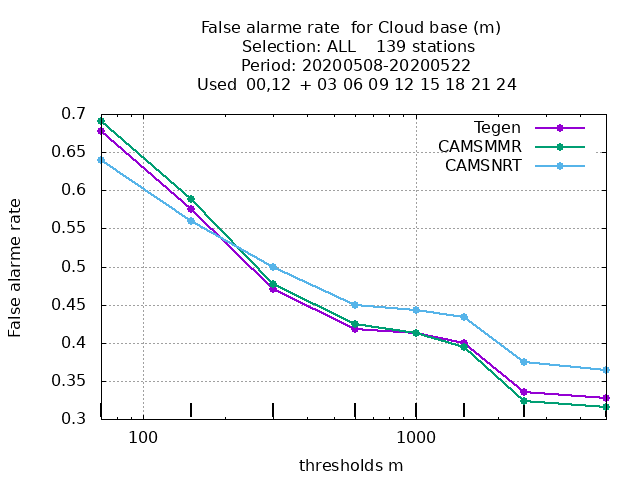 False alarme rate  for Cloud base (m)
Selection: ALL    139 stations
Period: 20200508-20200522
Used  00,12  + 03 06 09 12 15 18 21 24
Tegen
CAMSMMR
CAMSNRT
0.7
0.65
0.6
0.55
0.5
0.45
0.4
0.35
0.3
False alarme rate
100
1000
thresholds m